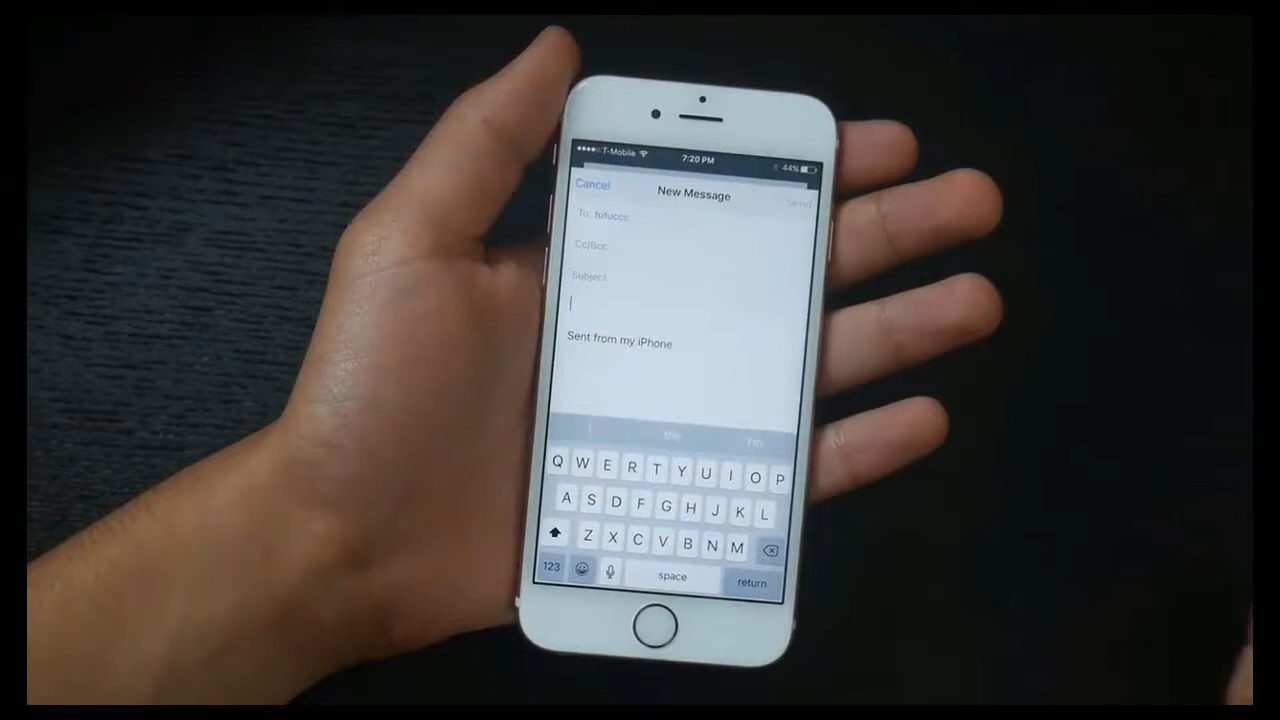 T-Mobile 7:20 PM 44%
Cancel New Message Send
To: fufuccc
Cc/Bcc
Subject
Sent from my iPhone
I the I'm
Q W E R T Y U I O P
A S D F G H J K L
Z X C V B N M
123 space return